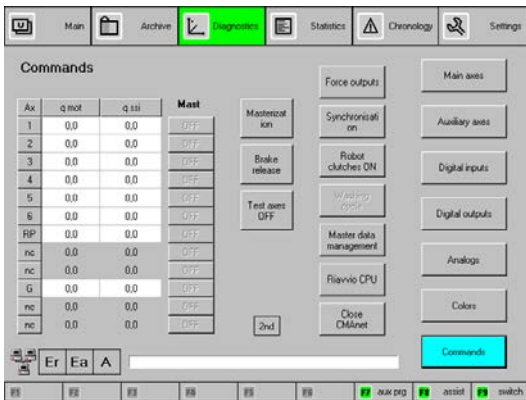 Main Archive Diagnostics Statistics Chronology Settings
Commands
Ax q mot q ssi Mast
1 0,0 0,0 OFF
2 0,0 0,0 OFF
3 0,0 0,0 OFF
4 0,0 0,0 OFF
5 0,0 0,0 OFF
6 0,0 0,0 OFF
RP 0,0 0,0 OFF
nc 0,0 0,0 OFF
nc 0,0 0,0 OFF
G 0,0 0,0 OFF
nc 0,0 0,0 OFF
nc 0,0 0,0 OFF
Masterizat
ion
Brake
release
Test axes
OFF
2nd
Force outputs
Synchronisati
on
Robot
clutches ON
Washing
cycle
Master data
management
Riavvio CPU
Close
CMAnet
Main axes
Auxiliary axes
Digital inputs
Digital outputs
Analogs
Colors
Commands
Er Ea A
F1 F2 F3 F4 F5 F6 F7 aux prg F8 assist F9 switch